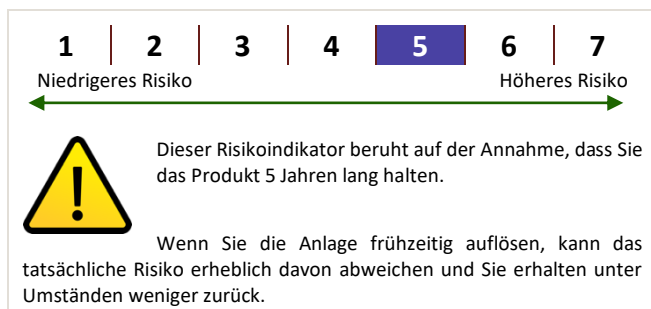 1 2 3 4 5 6 7
Niedrigeres Risiko Höheres Risiko
Dieser Risikoindikator beruht auf der Annahme, dass Sie
das Produkt 5 Jahren lang halten.
Wenn Sie die Anlage frühzeitig auflösen, kann das
tatsächliche Risiko erheblich davon abweichen und Sie erhalten unter
Umständen weniger zurück.